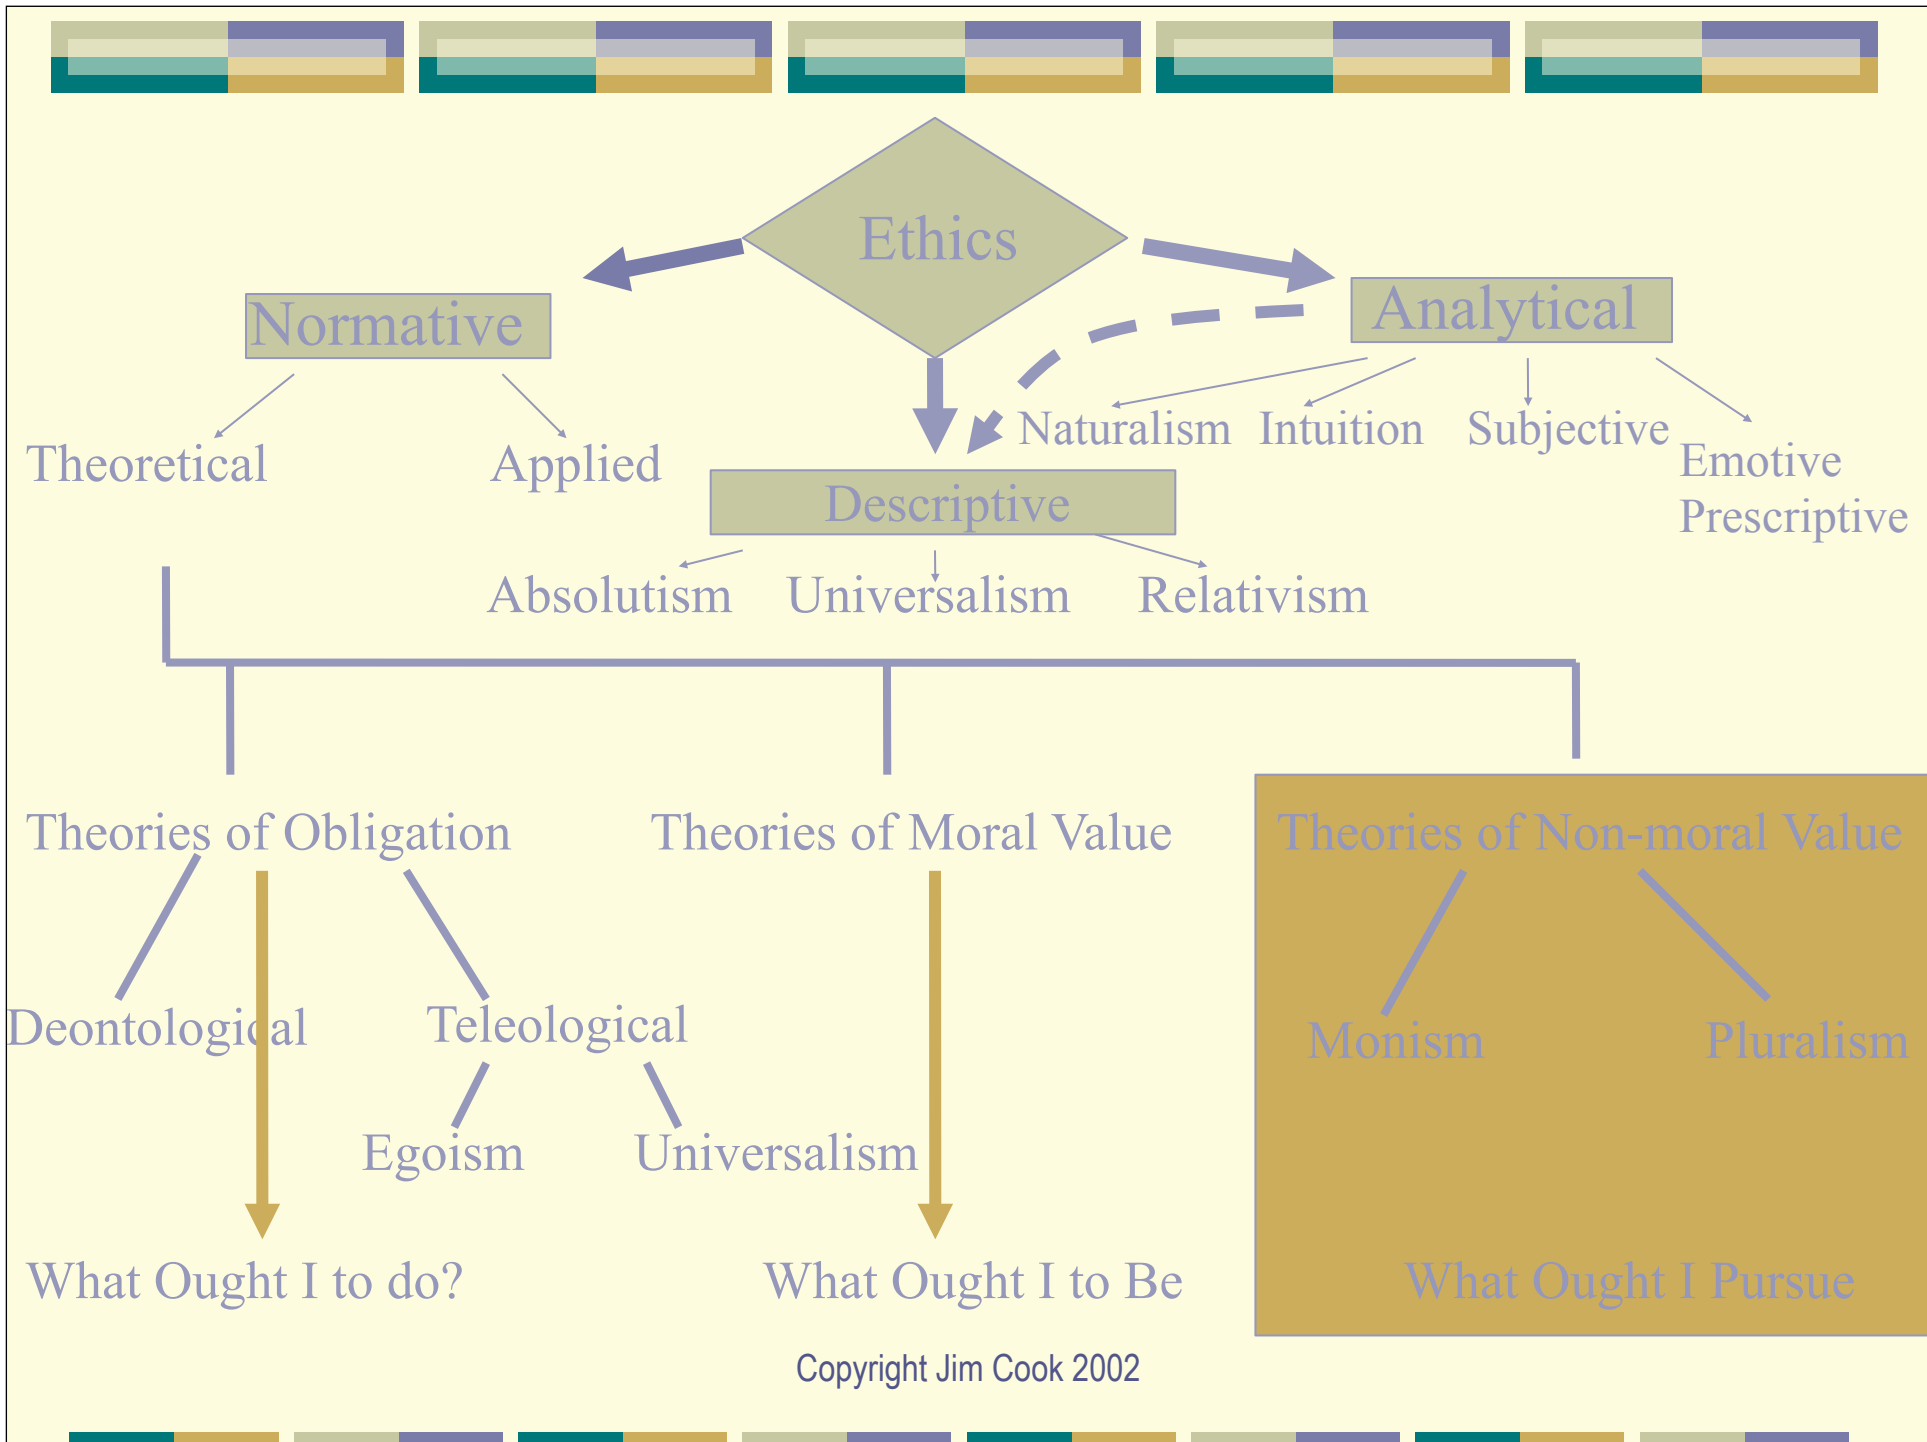 Ethics
Normative
Analytical
Theoretical
Applied
Naturalism
Intuition
Subjective
Emotive
Prescriptive
Descriptive
Absolutism
Universalism
Relativism
Theories of Obligation
Theories of Moral Value
Theories of Non-moral Value
Deontological
Teleological
Monism
Pluralism
Egoism
Universalism
What Ought I to do?
What Ought I to Be
What Ought I Pursue
Copyright Jim Cook 2002